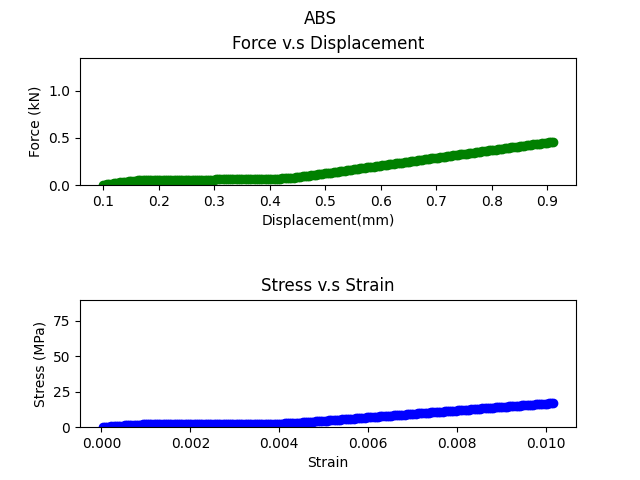 ABS
Force v.s Displacement
Force (kN)
1.0
0.5
0.0
0.1 0.2 0.3 0.4 0.5 0.6 0.7 0.8 0.9
Displacement(mm)
Stress v.s Strain
Stress (MPa)
75
50
25
0
0.000 0.002 0.004 0.006 0.008 0.010
Strain